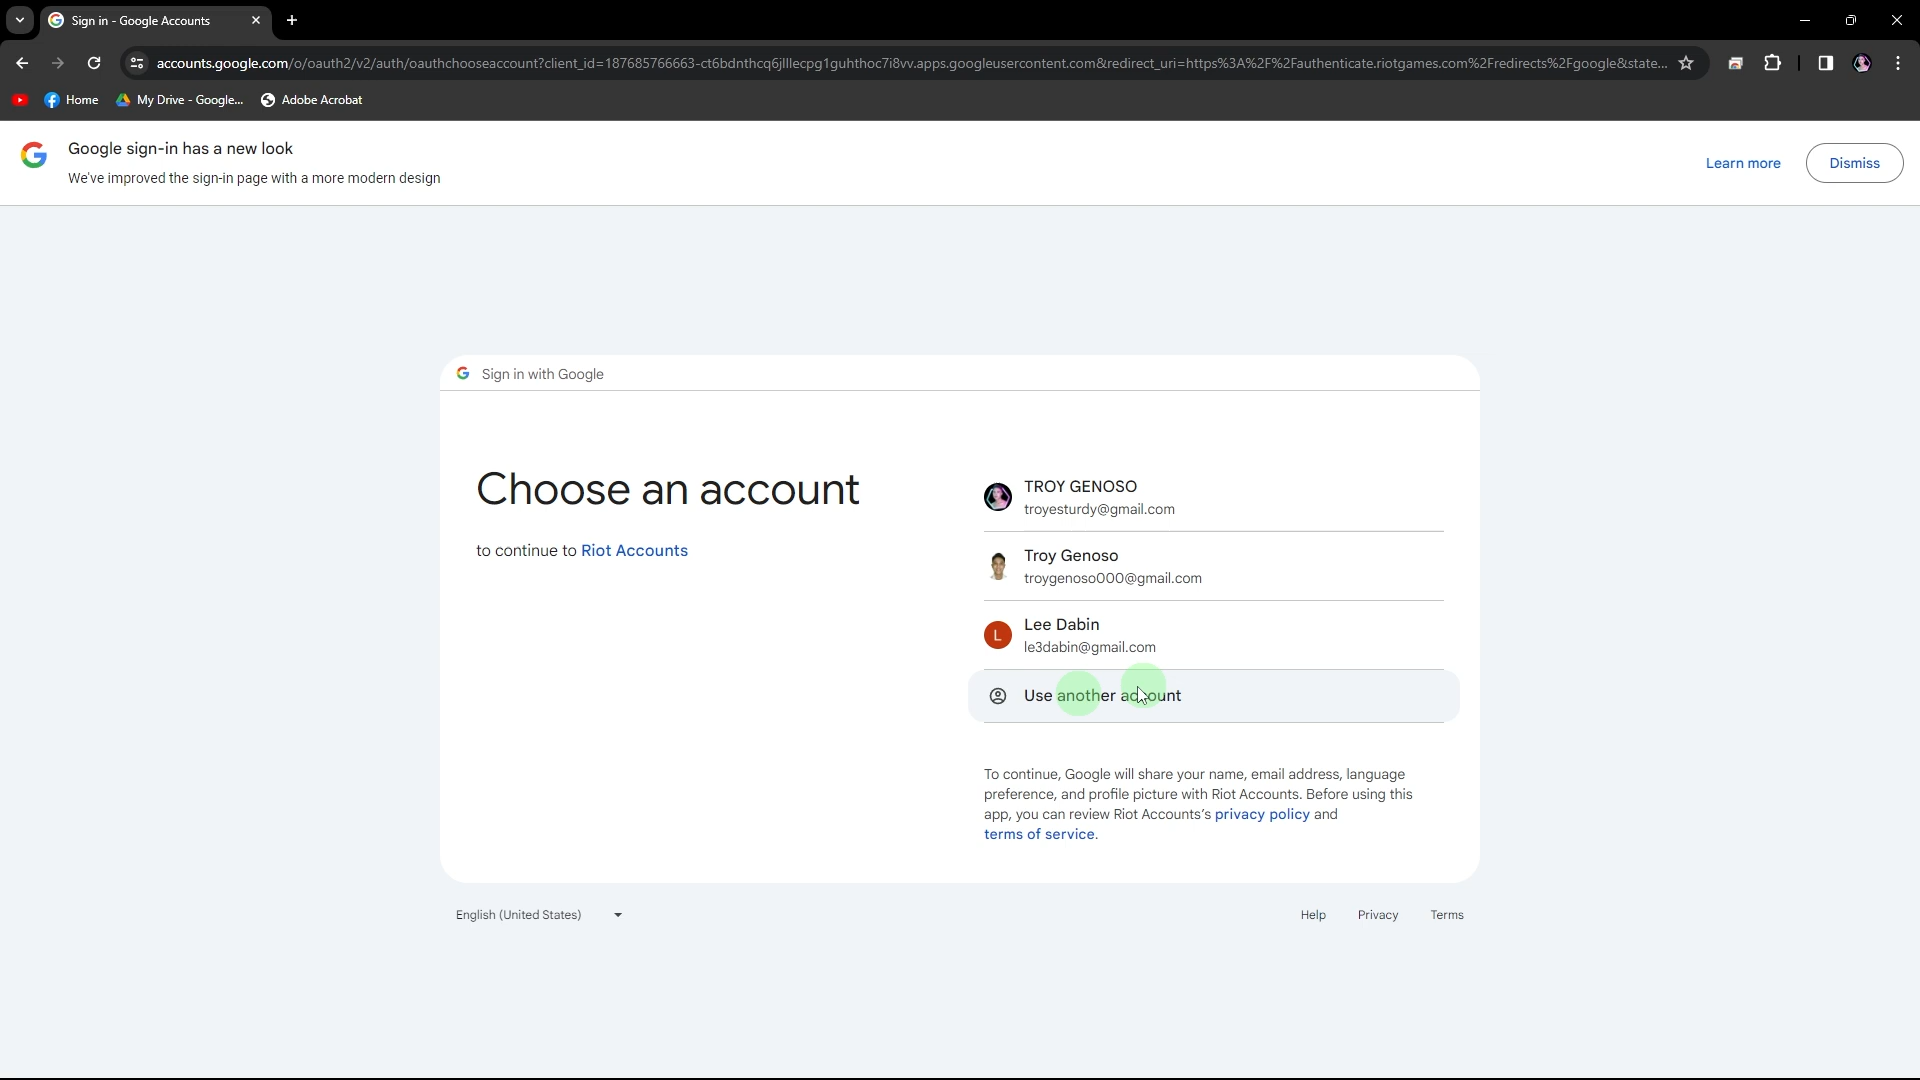 Sign in - Google Accounts
accounts.google.com/o/oauth2/v2/auth/oauthchooseaccount?client_id=187685766663-ct6bdnthcq6jlllecpg1guhthoc7i8vv.apps.googleusercontent.com&redirect_uri=https%3A%2F%2Fauthenticate.riotgames.com%2Fredirects%2Fgoogle&state...
Home
My Drive - Google...
Adobe Acrobat
Google sign-in has a new look
We've improved the sign-in page with a more modern design
Learn more
Dismiss
Sign in with Google
Choose an account
to continue to Riot Accounts
TROY GENOSO
troyesturdy@gmail.com
Troy Genoso
troygenoso000@gmail.com
L
Lee Dabin
le3dabin@gmail.com
Use another account
To continue, Google will share your name, email address, language
preference, and profile picture with Riot Accounts. Before using this
app, you can review Riot Accounts's privacy policy and
terms of service.
English (United States)
Help
Privacy
Terms